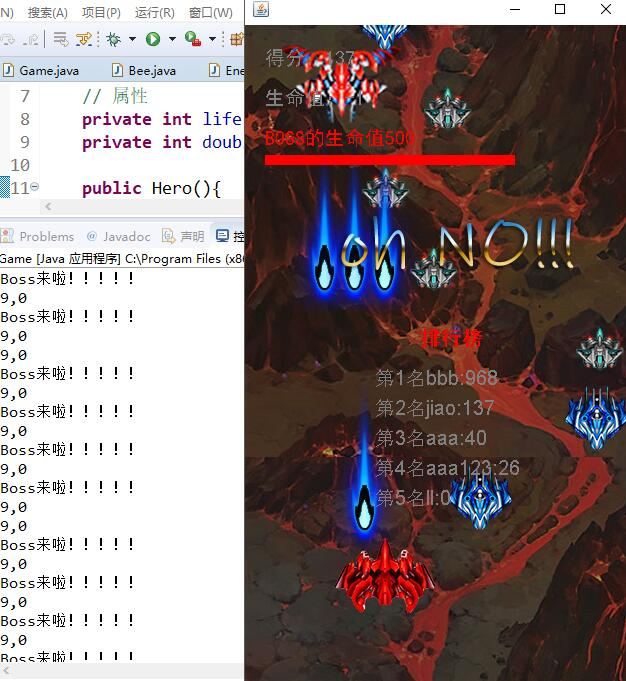 N) 搜索(A) 项目(P) 运行(R) 窗口(W)
Game.java Bee.java Ene
7 // 属性
8 private int life
9 private int doub
10
11 public Hero(){
Problems @ Javadoc 声明 控
Game [Java 应用程序] C:\Program Files (x8
Boss来啦!!!!!
9,0
Boss来啦!!!!!
9,0
9,0
Boss来啦!!!!!
9,0
Boss来啦!!!!!
9,0
Boss来啦!!!!!
9,0
Boss来啦!!!!!
9,0
9,0
Boss来啦!!!!!
9,0
Boss来啦!!!!!
9,0
Boss来啦!!!!!
9,0
Boss来啦!!!!!
得分 137
生命值
的生命值500
oh NO!!!
排行榜
第1名bbb:968
第2名jiao:137
第3名aaa:40
第4名aaa123:26
第5名ll:0